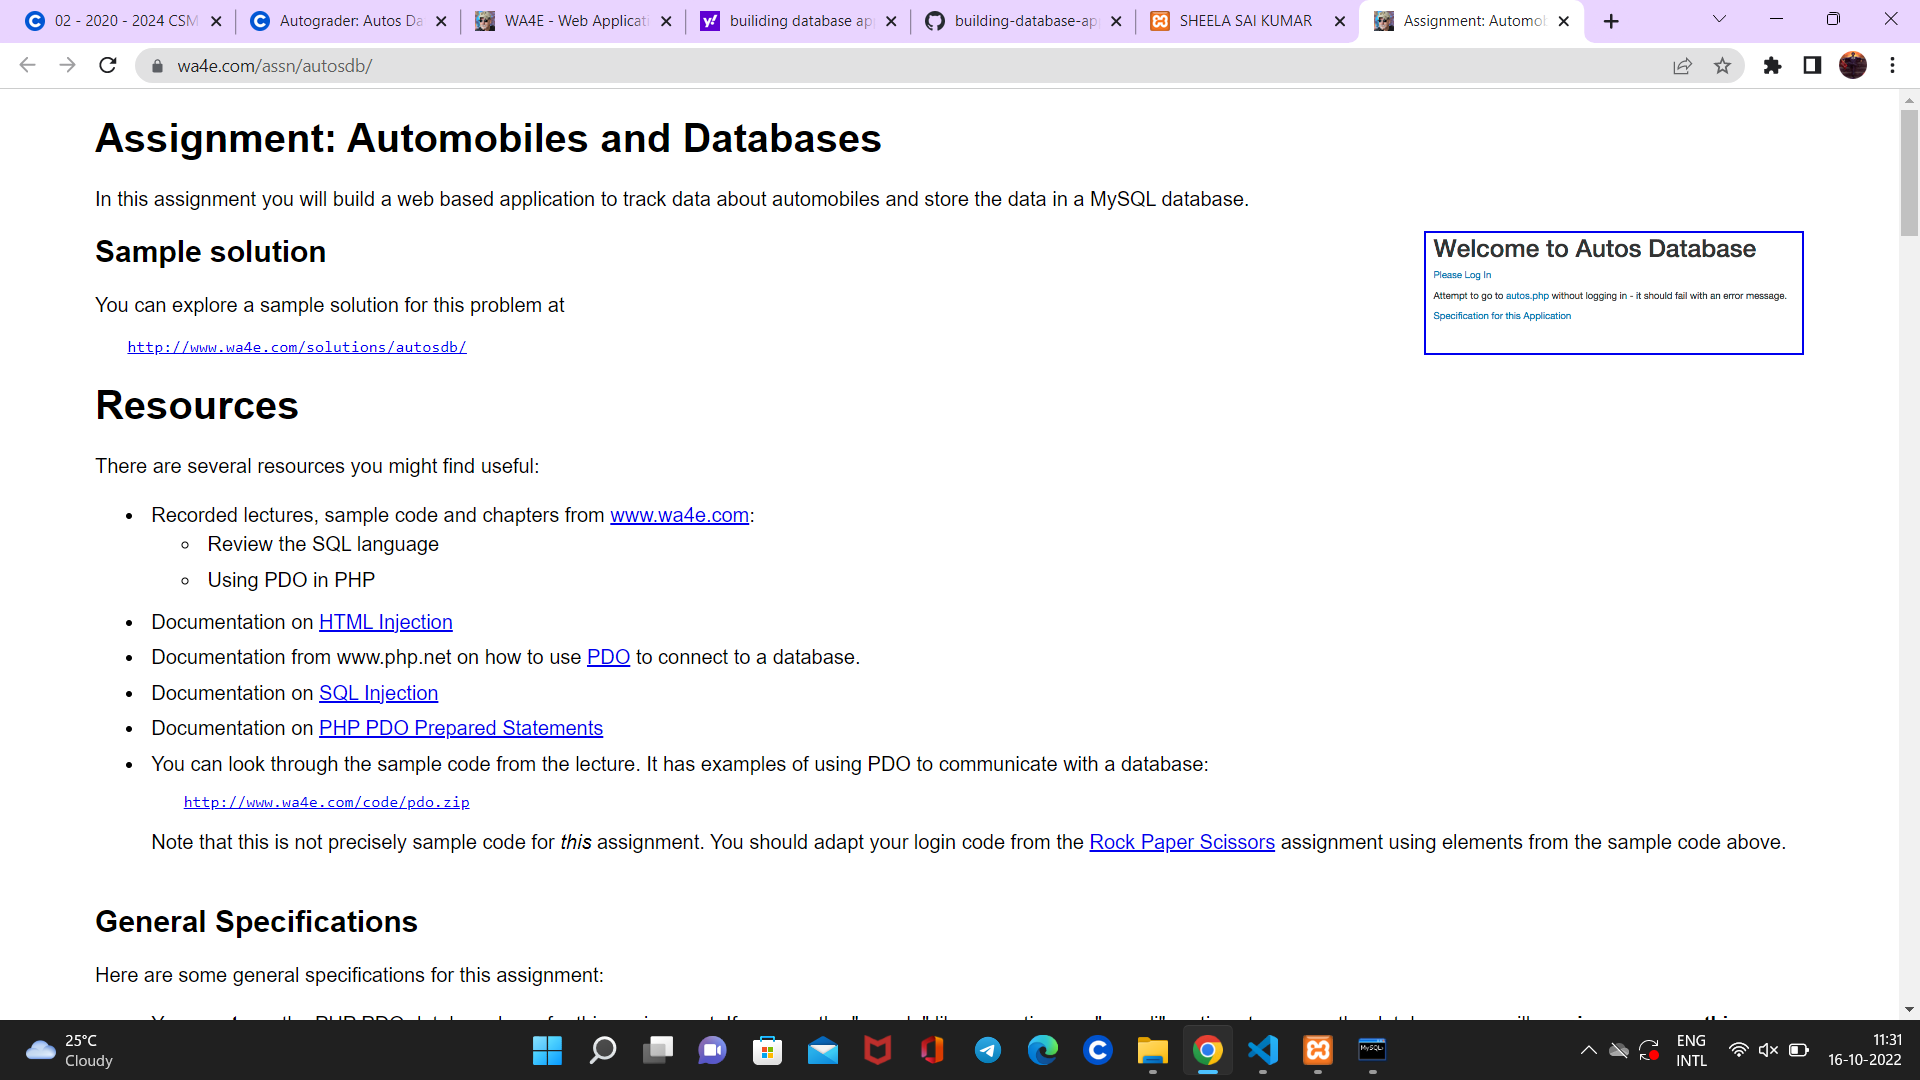 02 - 2020 - 2024 CSM
Autograder: Autos Da
WA4E - Web Applicati
builiding database ap
building-database-ap
SHEELA SAI KUMAR
Assignment: Automo
wa4e.com/assn/autosdb/
Assignment: Automobiles and Databases
In this assignment you will build a web based application to track data about automobiles and store the data in a MySQL database.
Sample solution
You can explore a sample solution for this problem at
http://www.wa4e.com/solutions/autosdb/
Welcome to Autos Database
Please Log In
Attempt to go to autos.php without logging in - it should fail with an error message.
Specification for this Application
Resources
There are several resources you might find useful:
• Recorded lectures, sample code and chapters from www.wa4e.com:
○ Review the SQL language
○ Using PDO in PHP
• Documentation on HTML Injection
• Documentation from www.php.net on how to use PDO to connect to a database.
• Documentation on SQL Injection
• Documentation on PHP PDO Prepared Statements
• You can look through the sample code from the lecture. It has examples of using PDO to communicate with a database:
http://www.wa4e.com/code/pdo.zip
Note that this is not precisely sample code for this assignment. You should adapt your login code from the Rock Paper Scissors assignment using elements from the sample code above.
General Specifications
Here are some general specifications for this assignment:
25°C
Cloudy
MySQL
ENG
INTL
11:31
16-10-2022